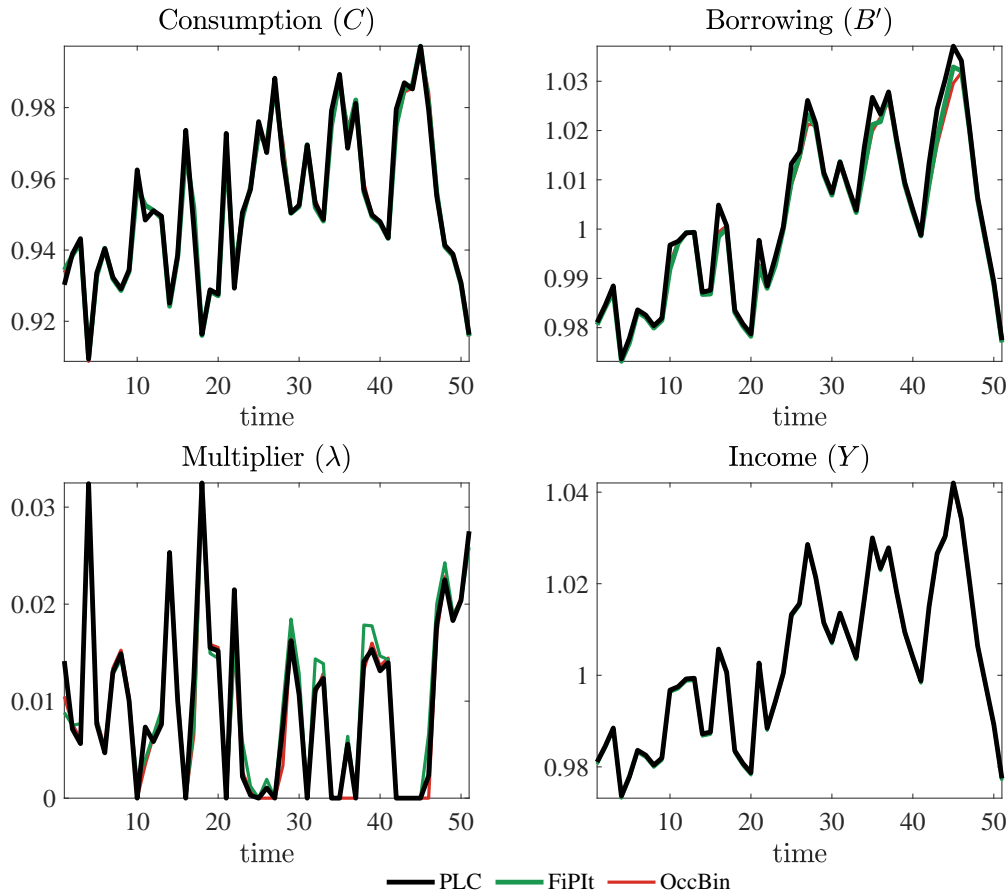 Consumption (C)
0.98
0.96
0.94
0.92
10 20 30 40 50
time
Borrowing (B′)
1.03
1.02
1.01
1
0.99
0.98
10 20 30 40 50
time
Multiplier (λ)
0.03
0.02
0.01
0
10 20 30 40 50
time
Income (Y)
1.04
1.02
1
0.98
10 20 30 40 50
time
PLC FiPIt OccBin